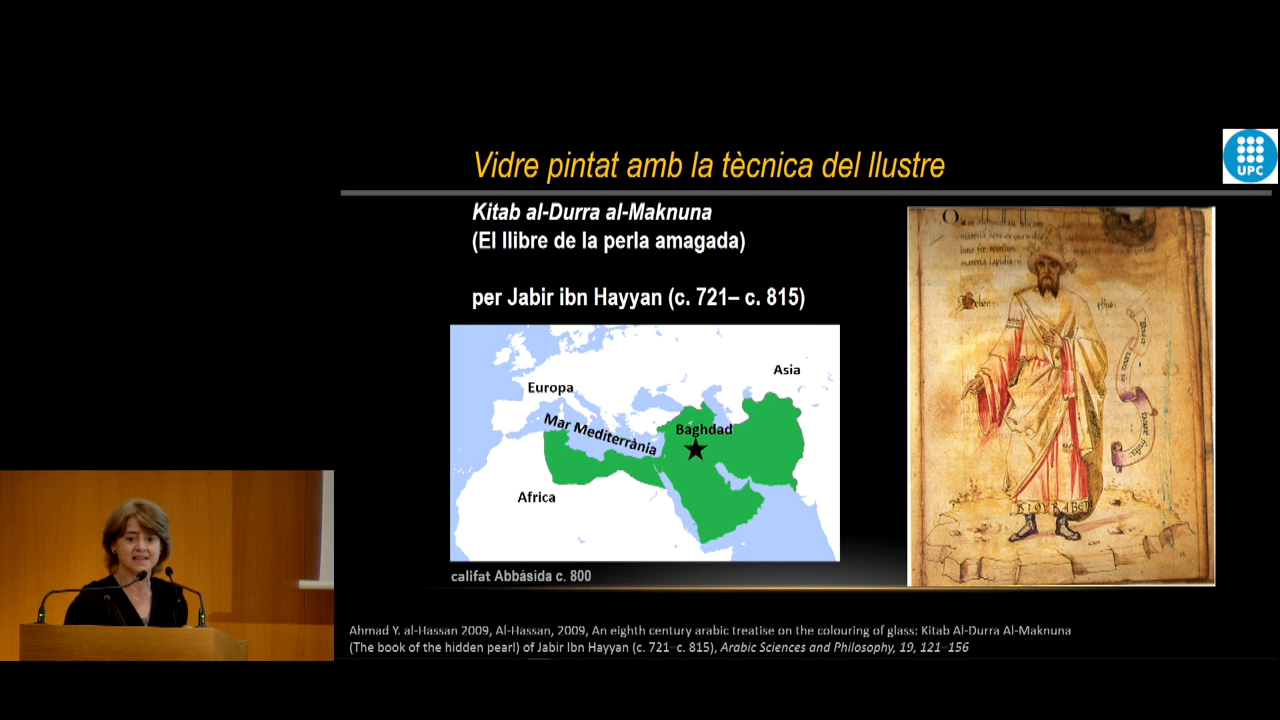 Vidre pintat amb la tècnica del llustre
UPC
Kitab al-Durra al-Maknuna
(El llibre de la perla amagada)
per Jabir ibn Hayyan (c. 721– c. 815)
Asia
Europa
Mar Mediterrània
Baghdad
Africa
califat Abbàsida c. 800
Ahmad Y. al-Hassan 2009, Al-Hassan, 2009, An eighth century arabic treatise on the colouring of glass: Kitab Al-Durra Al-Maknuna
(The book of the hidden pearl) of Jabir Ibn Hayyan (c. 721–c. 815), Arabic Sciences and Philosophy, 19, 121–156